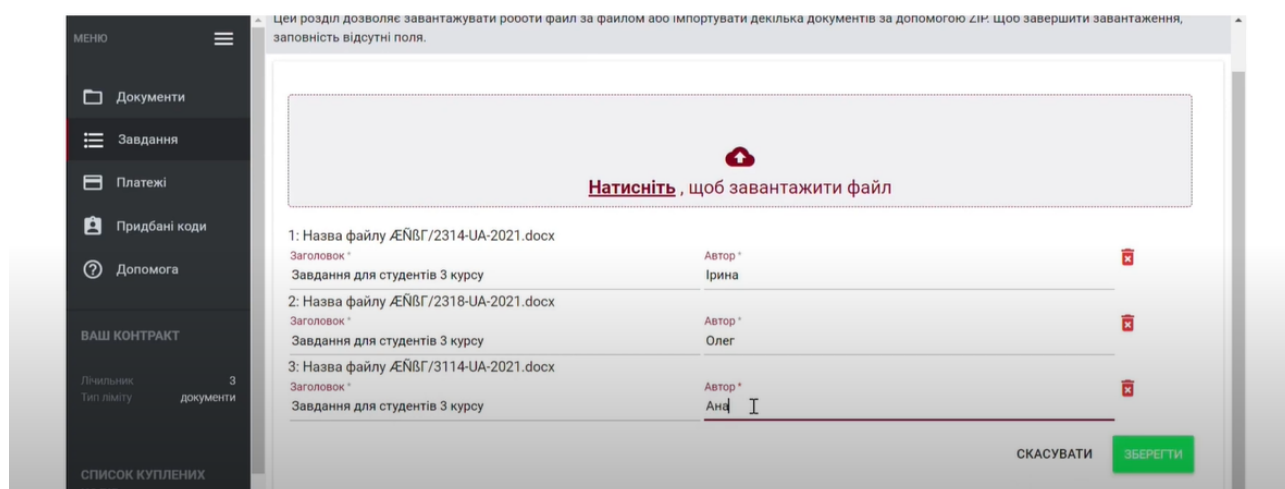 Цей розділ дозволяє завантажувати роботи файл за файлом або імпортувати декілька документів за допомогою ZIP. Щоб завершити завантаження,
заповність відсутні поля.
МЕНЮ
Документи
Завдання
Платежі
Придбані коди
Допомога
ВАШ КОНТРАКТ
Лічильник 3
Тип ліміту документи
СПИСОК КУПЛЕНИХ
Натисніть , щоб завантажити файл
1: Назва файлу ÆÑßГ/2314-UA-2021.docx
Заголовок * Автор *
Завдання для студентів 3 курсу Ірина
2: Назва файлу ÆÑßГ/2318-UA-2021.docx
Заголовок * Автор *
Завдання для студентів 3 курсу Олег
3: Назва файлу ÆÑßГ/3114-UA-2021.docx
Заголовок * Автор *
Завдання для студентів 3 курсу Ана
СКАСУВАТИ ЗБЕРЕГТИ